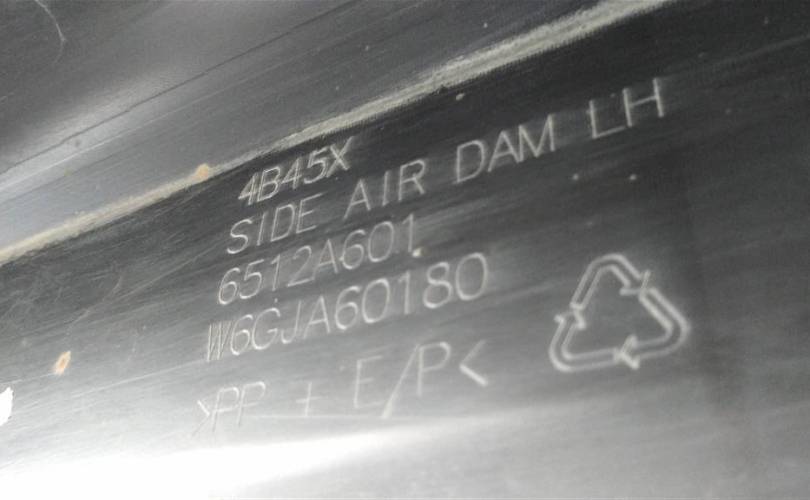 4B45X
SIDE AIR DAM LH
6512A601
W6GJA60180
>PP + E/P<